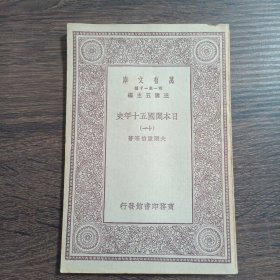 萬有文庫
第一集一千種
王雲五主編
日本開國五十年史
(十一)
大隈重信等著
商務印書館發行